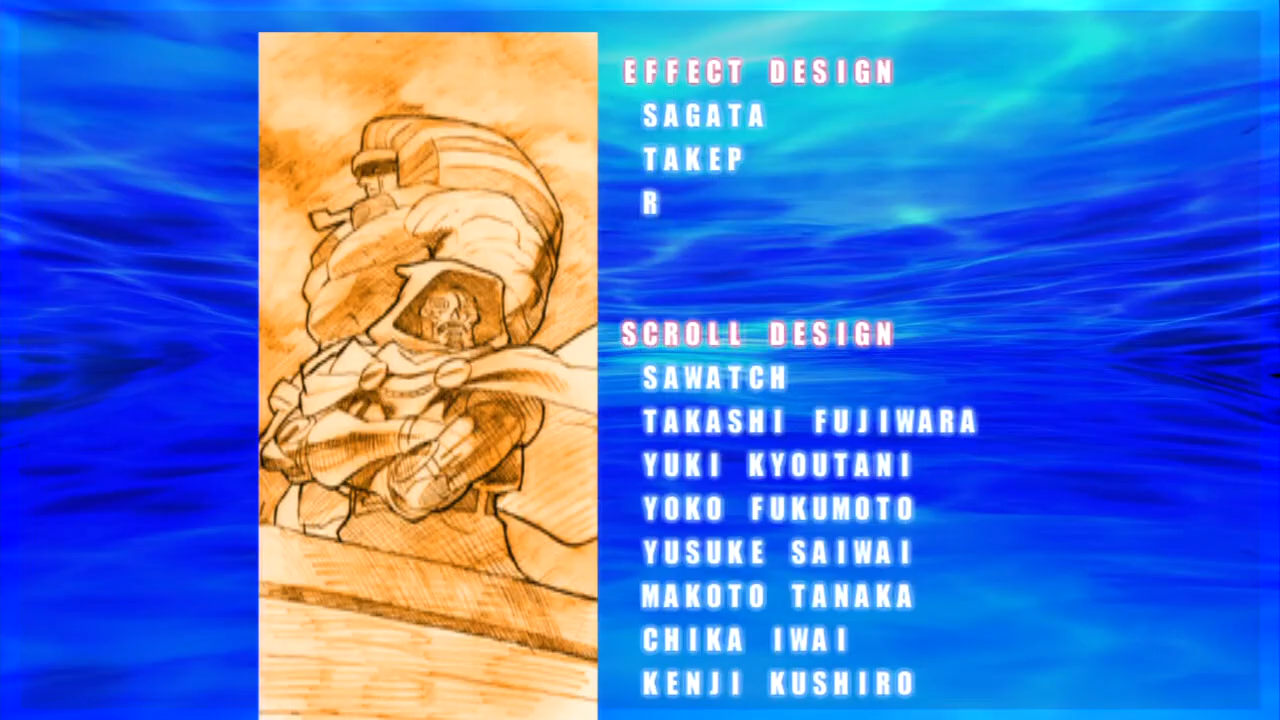 EFFECT DESIGN
SAGATA
TAKEP
R
SCROLL DESIGN
SAWATCH
TAKASHI FUJIWARA
YUKI KYOUTANI
YOKO FUKUMOTO
YUSUKE SAIWAI
MAKOTO TANAKA
CHIKA IWAI
KENJI KUSHIRO